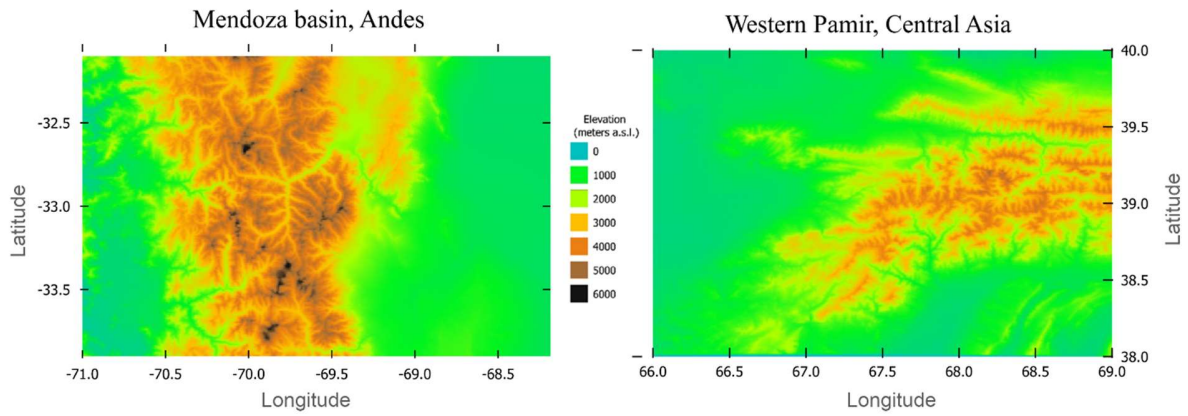 Mendoza basin, Andes
Western Pamir, Central Asia
Latitude
-32.5
-33.0
-33.5
-71.0 -70.5 -70.0 -69.5 -69.0 -68.5
Longitude
Elevation
(meters a.s.l.)
0
1000
2000
3000
4000
5000
6000
40.0
39.5
39.0
38.5
38.0
Latitude
66.0 66.5 67.0 67.5 68.0 68.5 69.0
Longitude